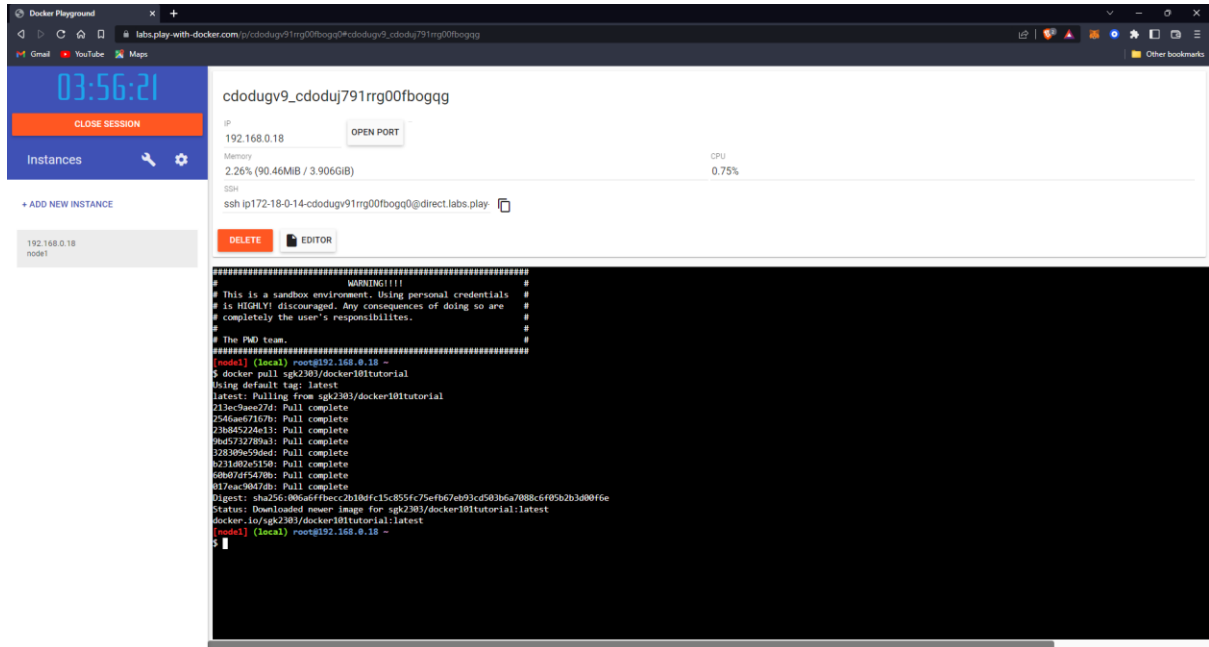 Docker Playground
labs.play-with-docker.com/p/cdodugv91rrg00fbogq0#cdodugv9_cdoduj791rrg00fbogqg
Gmail YouTube Maps Other bookmarks
03:56:21
CLOSE SESSION
Instances
+ ADD NEW INSTANCE
192.168.0.18
node1
cdodugv9_cdoduj791rrg00fbogqg
IP
192.168.0.18
OPEN PORT
Memory
2.26% (90.46MiB / 3.906GiB)
CPU
0.75%
SSH
ssh ip172-18-0-14-cdodugv91rrg00fbogq0@direct.labs.play-
DELETE
EDITOR
###############################################################
# WARNING!!!! #
# This is a sandbox environment. Using personal credentials #
# is HIGHLY! discouraged. Any consequences of doing so are #
# completely the user's responsibilites. #
# #
# The PWD team. #
###############################################################
[node1] (local) root@192.168.0.18 ~
$ docker pull sgk2303/docker101tutorial
Using default tag: latest
latest: Pulling from sgk2303/docker101tutorial
213ec9aee27d: Pull complete
2546ae67167b: Pull complete
23b845224e13: Pull complete
9bd5732789a3: Pull complete
328309e59ded: Pull complete
b231d02e5150: Pull complete
60b07df5470b: Pull complete
017eac9047db: Pull complete
Digest: sha256:006a6ffbecc2b10dfc15c855fc75efb67eb93cd503b6a7088c6f05b2b3d00f6e
Status: Downloaded newer image for sgk2303/docker101tutorial:latest
docker.io/sgk2303/docker101tutorial:latest
[node1] (local) root@192.168.0.18 ~
$